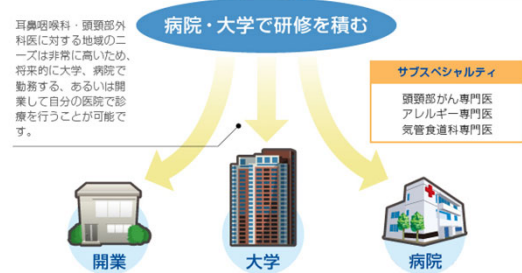 病院・大学で研修を積む
耳鼻咽喉科・頭頸部外
科医に対する地域のニ
ーズは非常に高いため、
将来的に大学、病院で
勤務する、あるいは開
業して自分の医院で診
療を行うことが可能で
す。
サブスペシャルティ
頭頸部がん専門医
アレルギー専門医
気管食道科専門医
開業
大学
病院